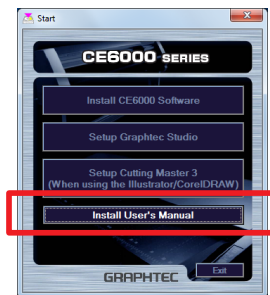 Start
CE6000 SERIES
Install CE6000 Software
Setup Graphtec Studio
Setup Cutting Master 3
(When using the Illustrator/CorelDRAW)
Install User's Manual
GRAPHTEC
Exit